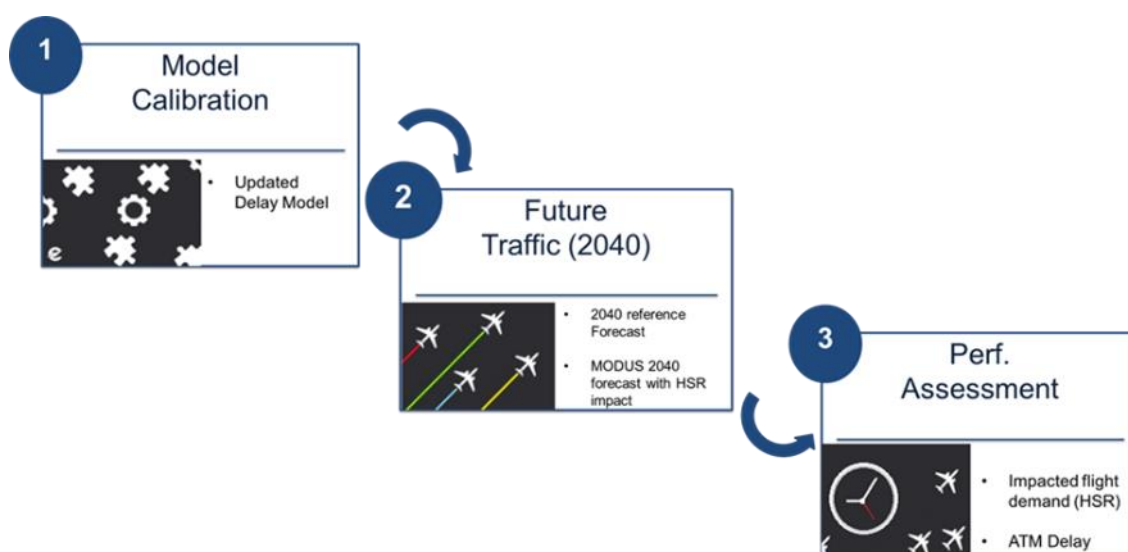 1
Model
Calibration
• Updated
Delay Model
e
2
Future
Traffic (2040)
• 2040 reference
Forecast
• MODUS 2040
forecast with HSR
impact
3
Perf.
Assessment
• Impacted flight
demand (HSR)
• ATM Delay